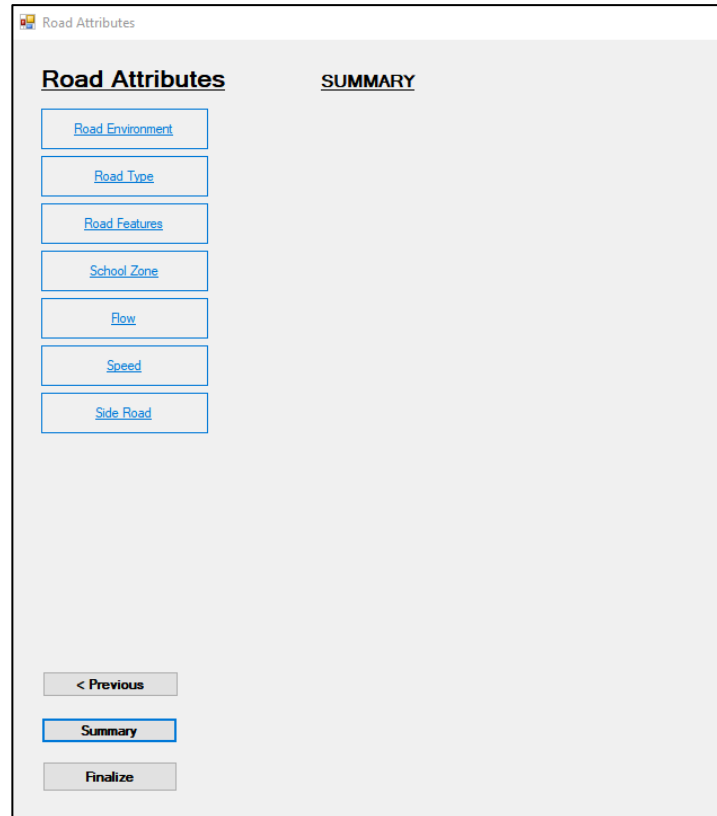 Road Attributes
Road Attributes
SUMMARY
Road Environment
Road Type
Road Features
School Zone
Flow
Speed
Side Road
< Previous
Summary
Finalize